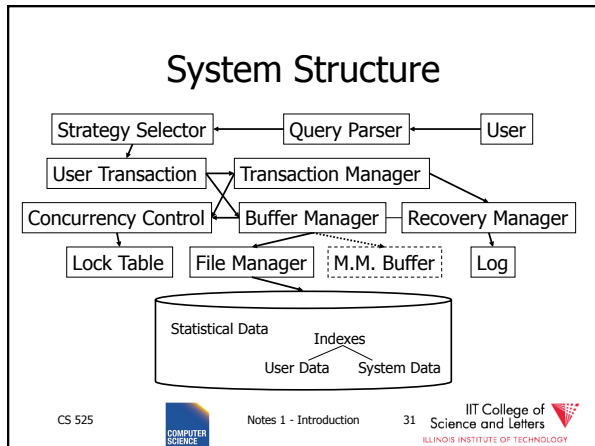 System Structure
Strategy Selector Query Parser User
User Transaction Transaction Manager
Concurrency Control Buffer Manager Recovery Manager
Lock Table File Manager M.M. Buffer Log
Statistical Data
Indexes
User Data System Data
CS 525 COMPUTER SCIENCE Notes 1 - Introduction 31 IIT College of Science and Letters
ILLINOIS INSTITUTE OF TECHNOLOGY